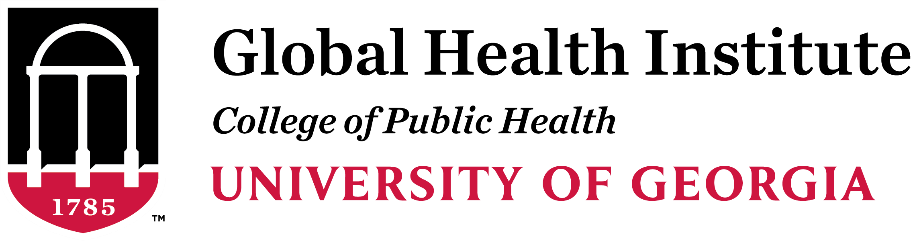 Global Health Institute
College of Public Health
UNIVERSITY OF GEORGIA
1785
™